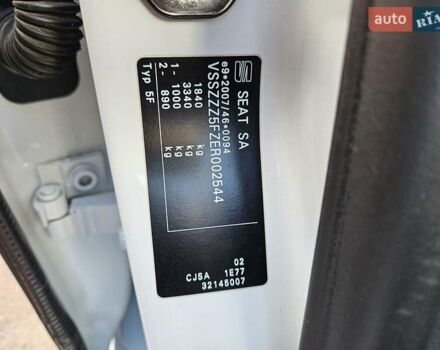 auto
RIA
SEAT SA
e9*2007/46*0094
VSSZZZ5FZER002544
1840 kg
3340 kg
1- 1000 kg
2- 890 kg
Typ 5F
02
CJSA 1E77
32145007